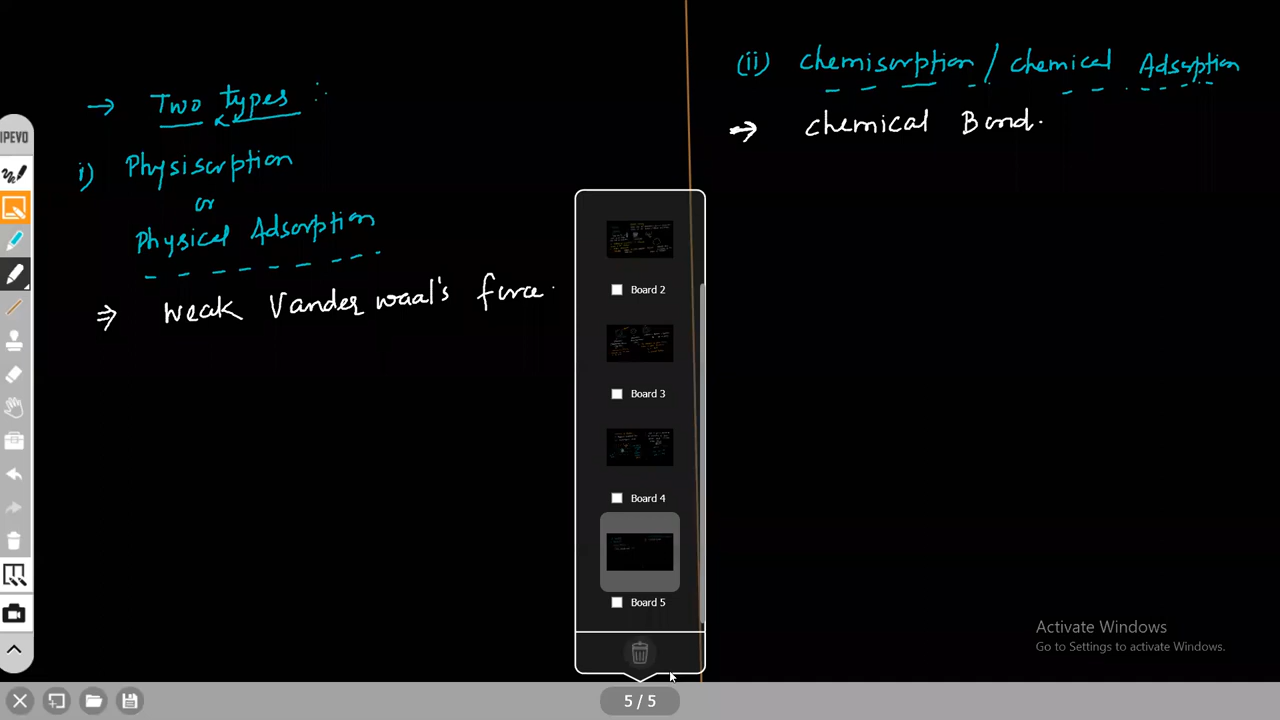 → Two types :
i) Physisorption
or
Physical Adsorption
⇒ Weak Vander waal's force.
(ii) chemisorption / chemical Adsorption
→ chemical Bond.
IPEVO
Board 2
Board 3
Board 4
Board 5
5 / 5
Activate Windows
Go to Settings to activate Windows.